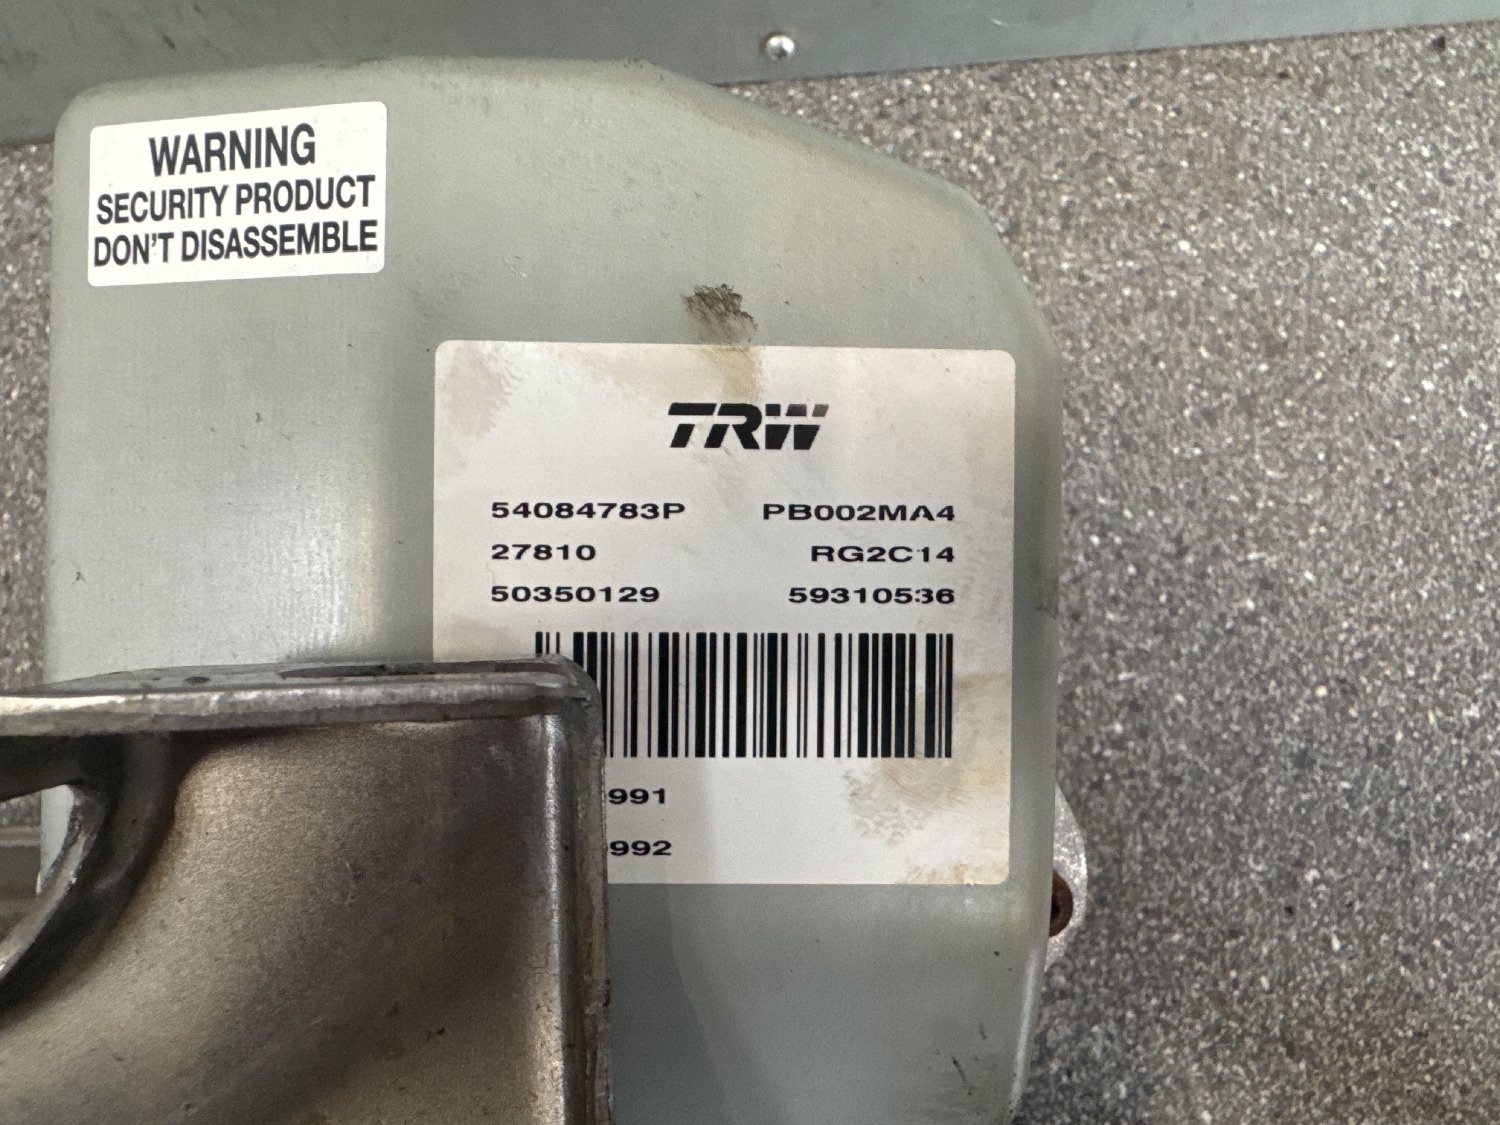 WARNING
SECURITY PRODUCT
DON'T DISASSEMBLE
TRW
54084783P PB002MA4
27810 RG2C14
50350129 59310536
991
992